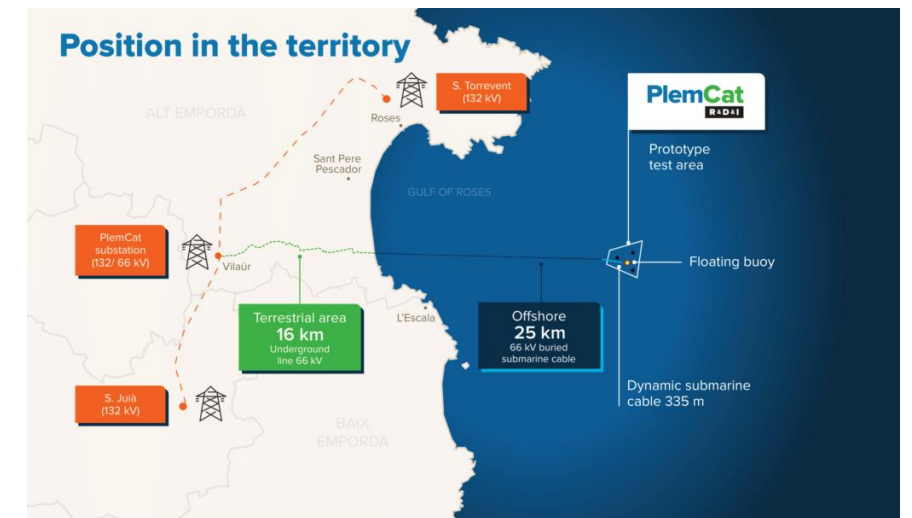 Position in the territory
S. Torrevent
(132 kV)
PlemCat
R&D&I
ALT EMPORDA
Roses
Prototype
test area
Sant Pere
Pescador
GULF OF ROSES
PlemCat
substation
(132/ 66 kV)
Vilaür
Floating buoy
Terrestrial area
16 km
Underground
line 66 kV
L'Escala
Offshore
25 km
66 kV buried
submarine cable
Dynamic submarine
cable 335 m
S. Juià
(132 kV)
BAIX
EMPORDÀ